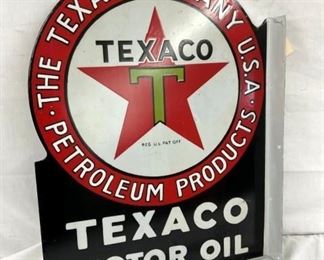 THE TEXAS COMPANY U.S.A.
TEXACO
T
REG. U.S. PAT. OFF.
PETROLEUM PRODUCTS
TEXACO
MOTOR OIL